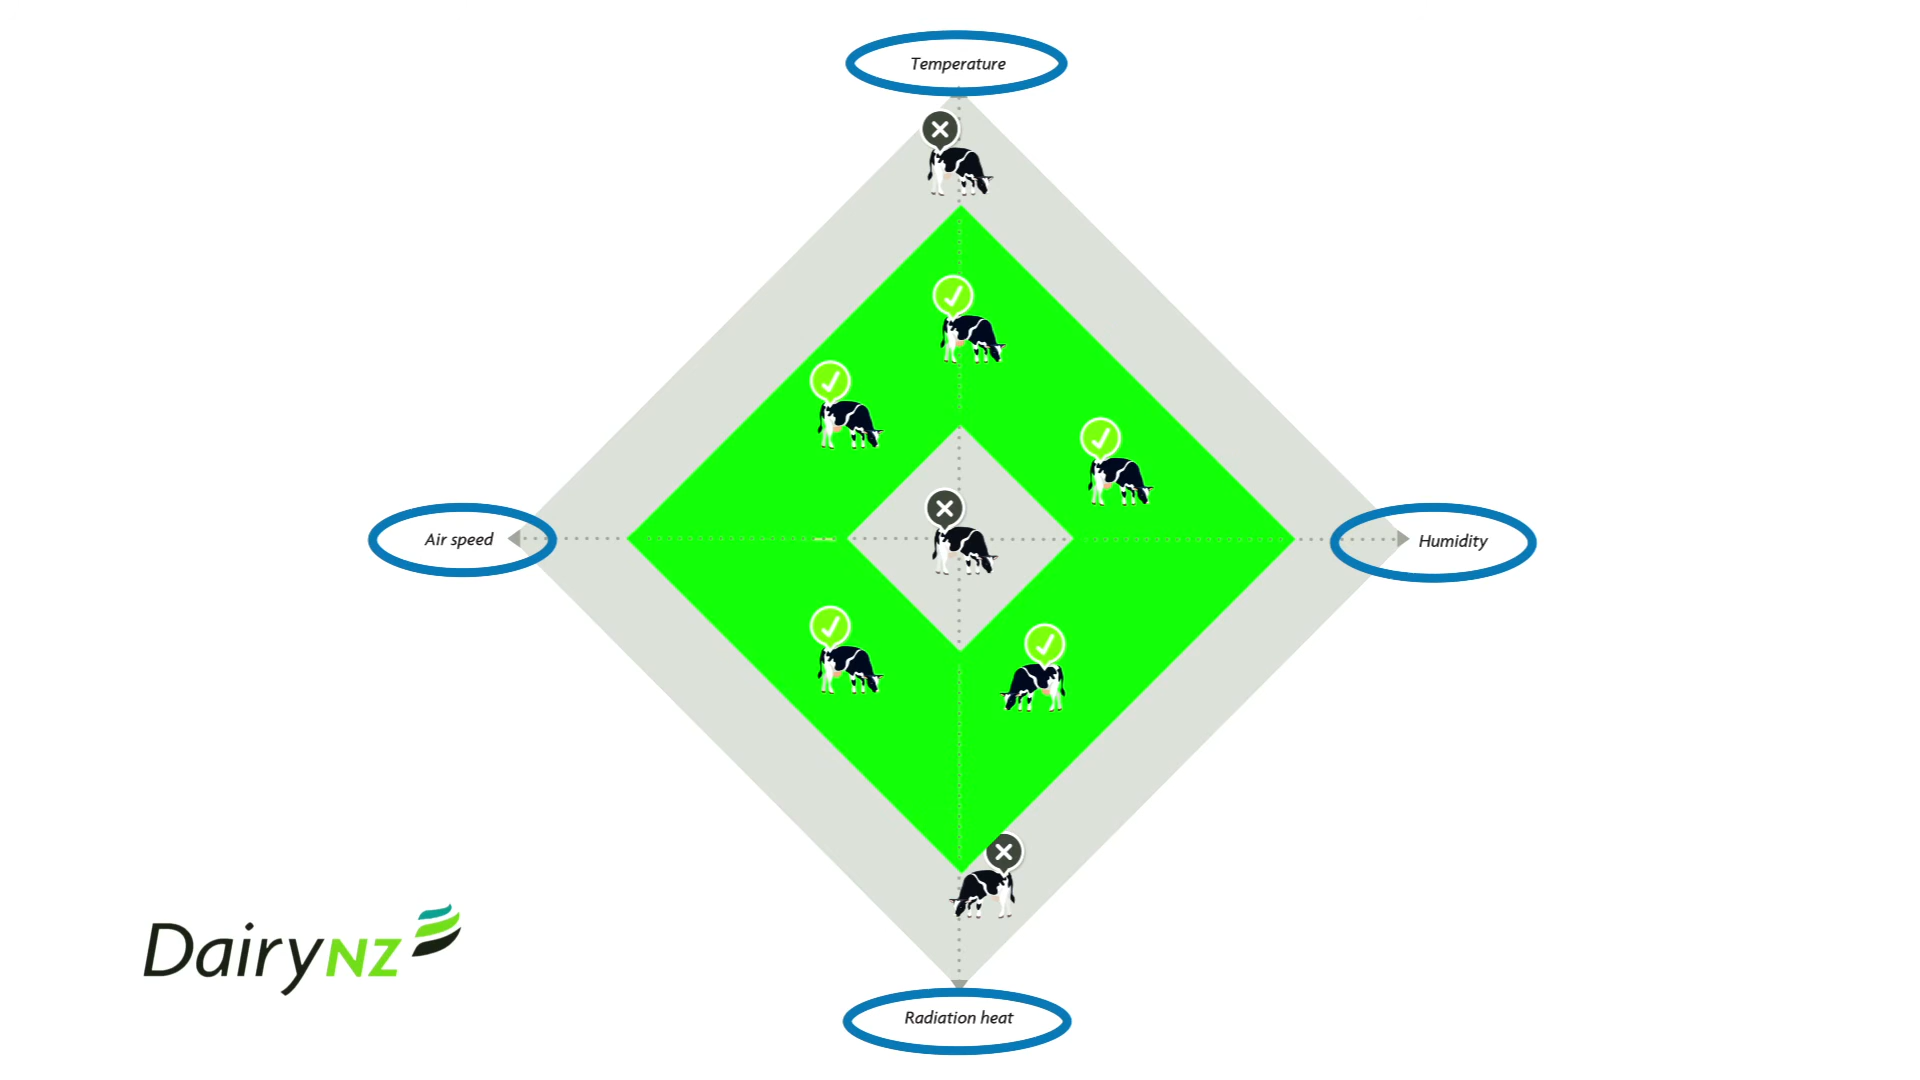 Temperature
Air speed
Humidity
Radiation heat
DairyNZ